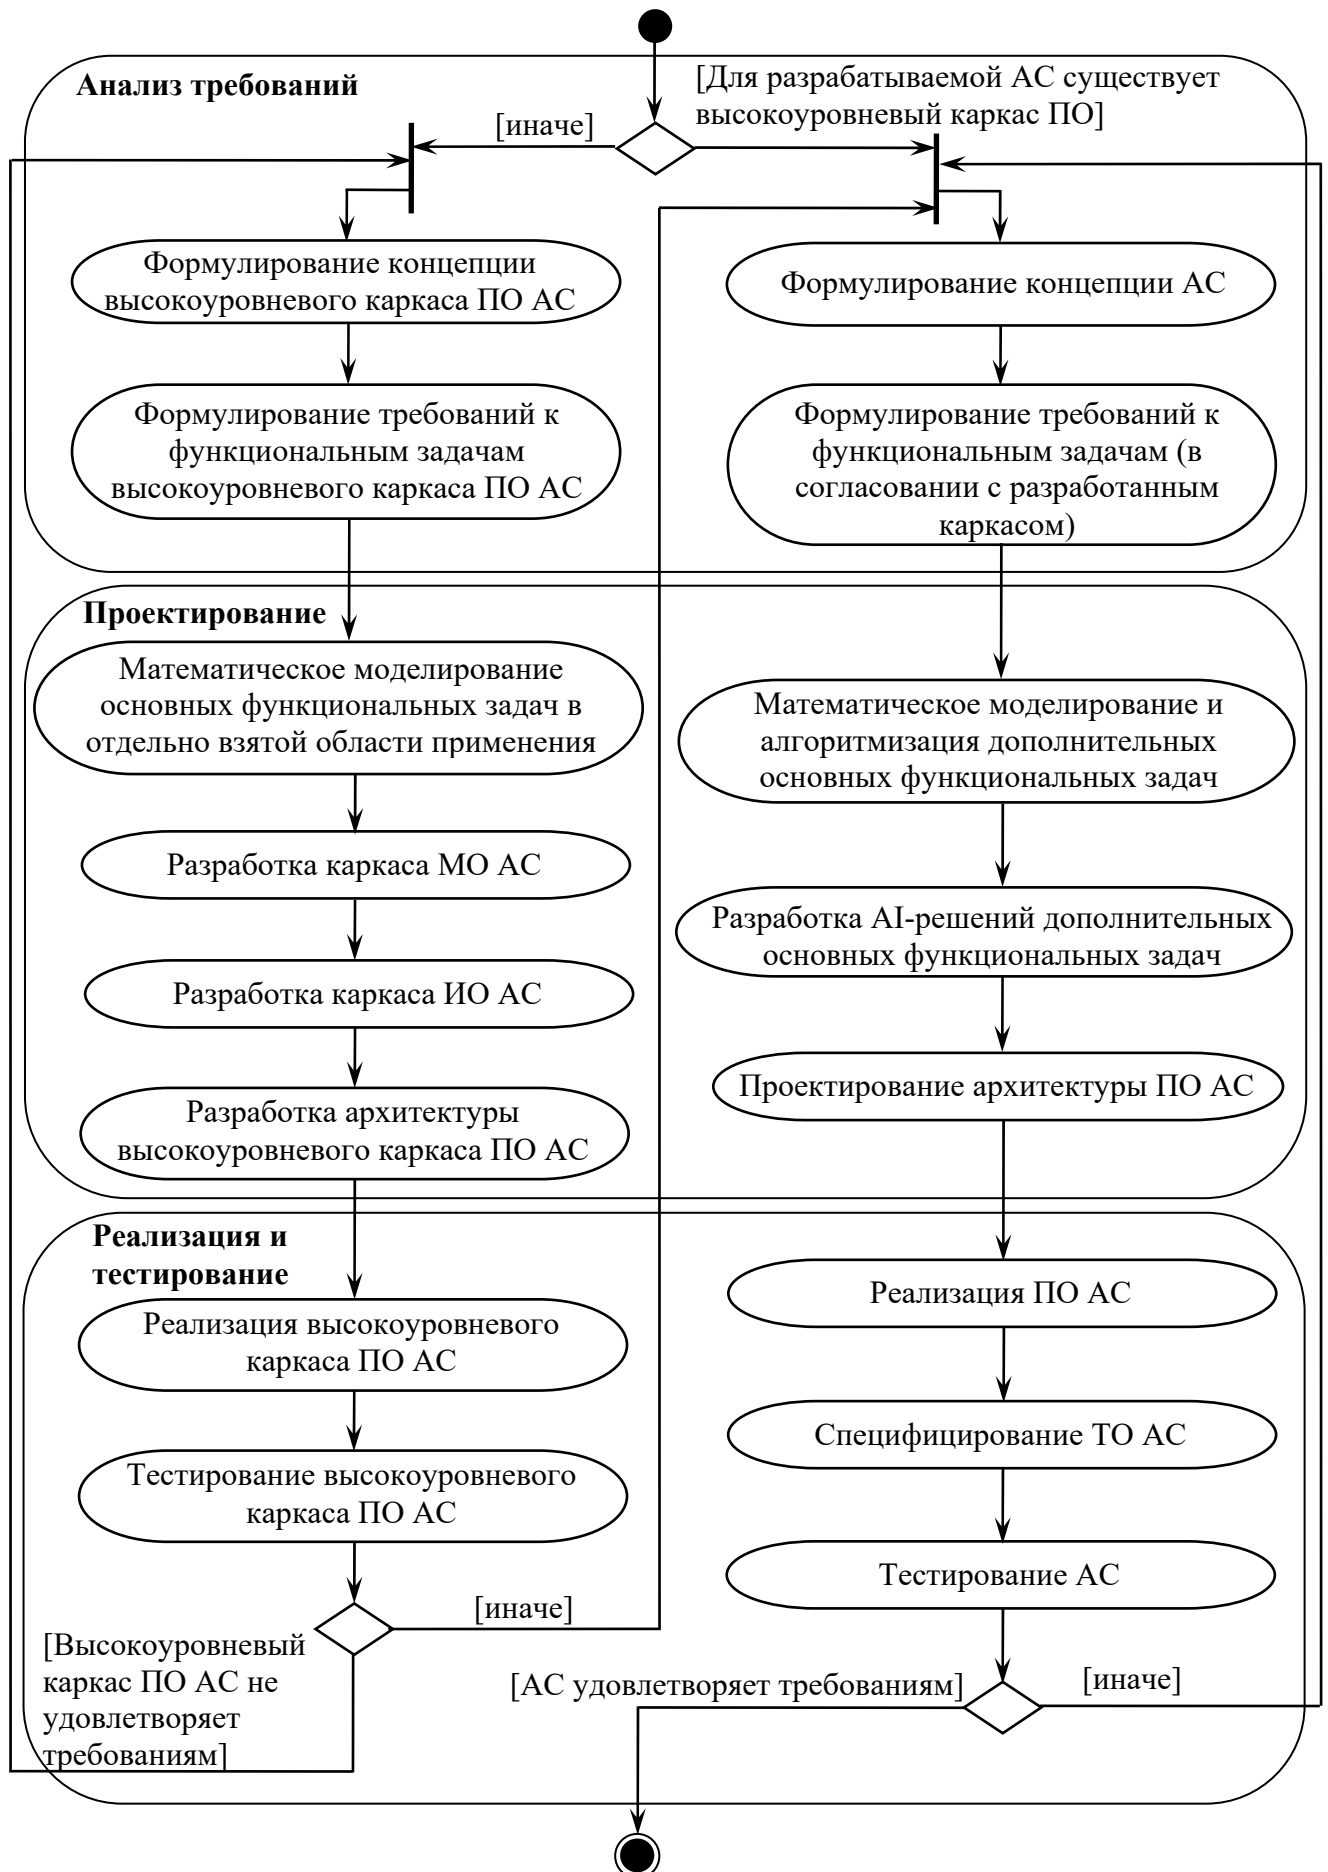 Анализ требований
[Для разрабатываемой АС существует
высокоуровневый каркас ПО]
[иначе]
Формулирование концепции
высокоуровневого каркаса ПО АС
Формулирование концепции АС
Формулирование требований к
функциональным задачам
высокоуровневого каркаса ПО АС
Формулирование требований к
функциональным задачам (в
согласовании с разработанным
каркасом)
Проектирование
Математическое моделирование
основных функциональных задач в
отдельно взятой области применения
Математическое моделирование и
алгоритмизация дополнительных
основных функциональных задач
Разработка каркаса МО АС
Разработка AI-решений дополнительных
основных функциональных задач
Разработка каркаса ИО АС
Проектирование архитектуры ПО АС
Разработка архитектуры
высокоуровневого каркаса ПО АС
Реализация и
тестирование
Реализация ПО АС
Реализация высокоуровневого
каркаса ПО АС
Специфицирование ТО АС
Тестирование высокоуровневого
каркаса ПО АС
Тестирование АС
[иначе]
[Высокоуровневый
каркас ПО АС не
удовлетворяет
требованиям]
[АС удовлетворяет требованиям]
[иначе]